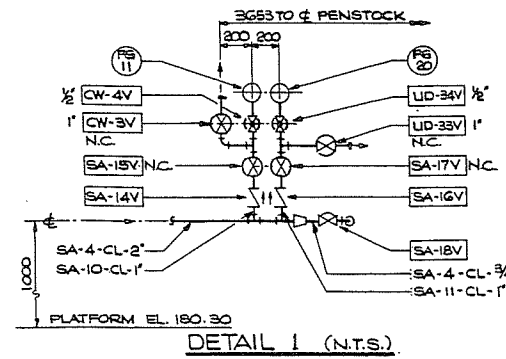 3653 TO ℄ PENSTOCK
200 200
PG 11
PG 20
½" CW-4V
UD-34V ½"
1" CW-3V N.C.
UD-33V 1" N.C.
SA-15V N.C.
SA-17V N.C.
SA-14V
SA-16V
℄
SA-4-CL-2"
SA-18V
SA-10-CL-1"
SA-4-CL-¾
SA-11-CL-1"
1,000
PLATFORM EL. 180.30
DETAIL 1 (N.T.S.)